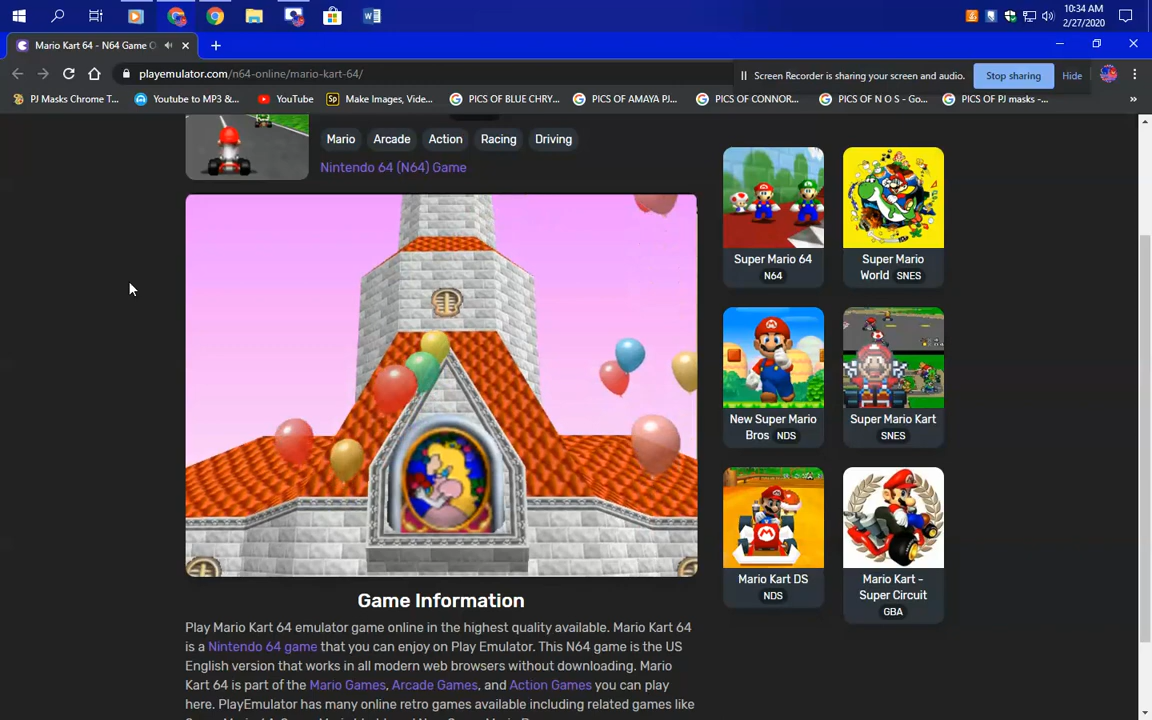 10:34 AM
2/27/2020
Mario Kart 64 - N64 Game O
playemulator.com/n64-online/mario-kart-64/
Screen Recorder is sharing your screen and audio. Stop sharing Hide
PJ Masks Chrome T... Youtube to MP3 &... YouTube Make Images, Vide... PICS OF BLUE CHRY... PICS OF AMAYA PJ... PICS OF CONNOR... PICS OF N O S - Go... PICS OF PJ masks -...
Mario Arcade Action Racing Driving
Nintendo 64 (N64) Game
Super Mario 64
N64
Super Mario
World SNES
New Super Mario
Bros NDS
Super Mario Kart
SNES
Mario Kart DS
NDS
Mario Kart -
Super Circuit
GBA
Game Information
Play Mario Kart 64 emulator game online in the highest quality available. Mario Kart 64
is a Nintendo 64 game that you can enjoy on Play Emulator. This N64 game is the US
English version that works in all modern web browsers without downloading. Mario
Kart 64 is part of the Mario Games, Arcade Games, and Action Games you can play
here. PlayEmulator has many online retro games available including related games like